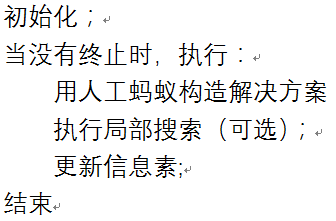 初始化；
当没有终止时，执行：
用人工蚂蚁构造解决方案
执行局部搜索（可选）；
更新信息素;
结束